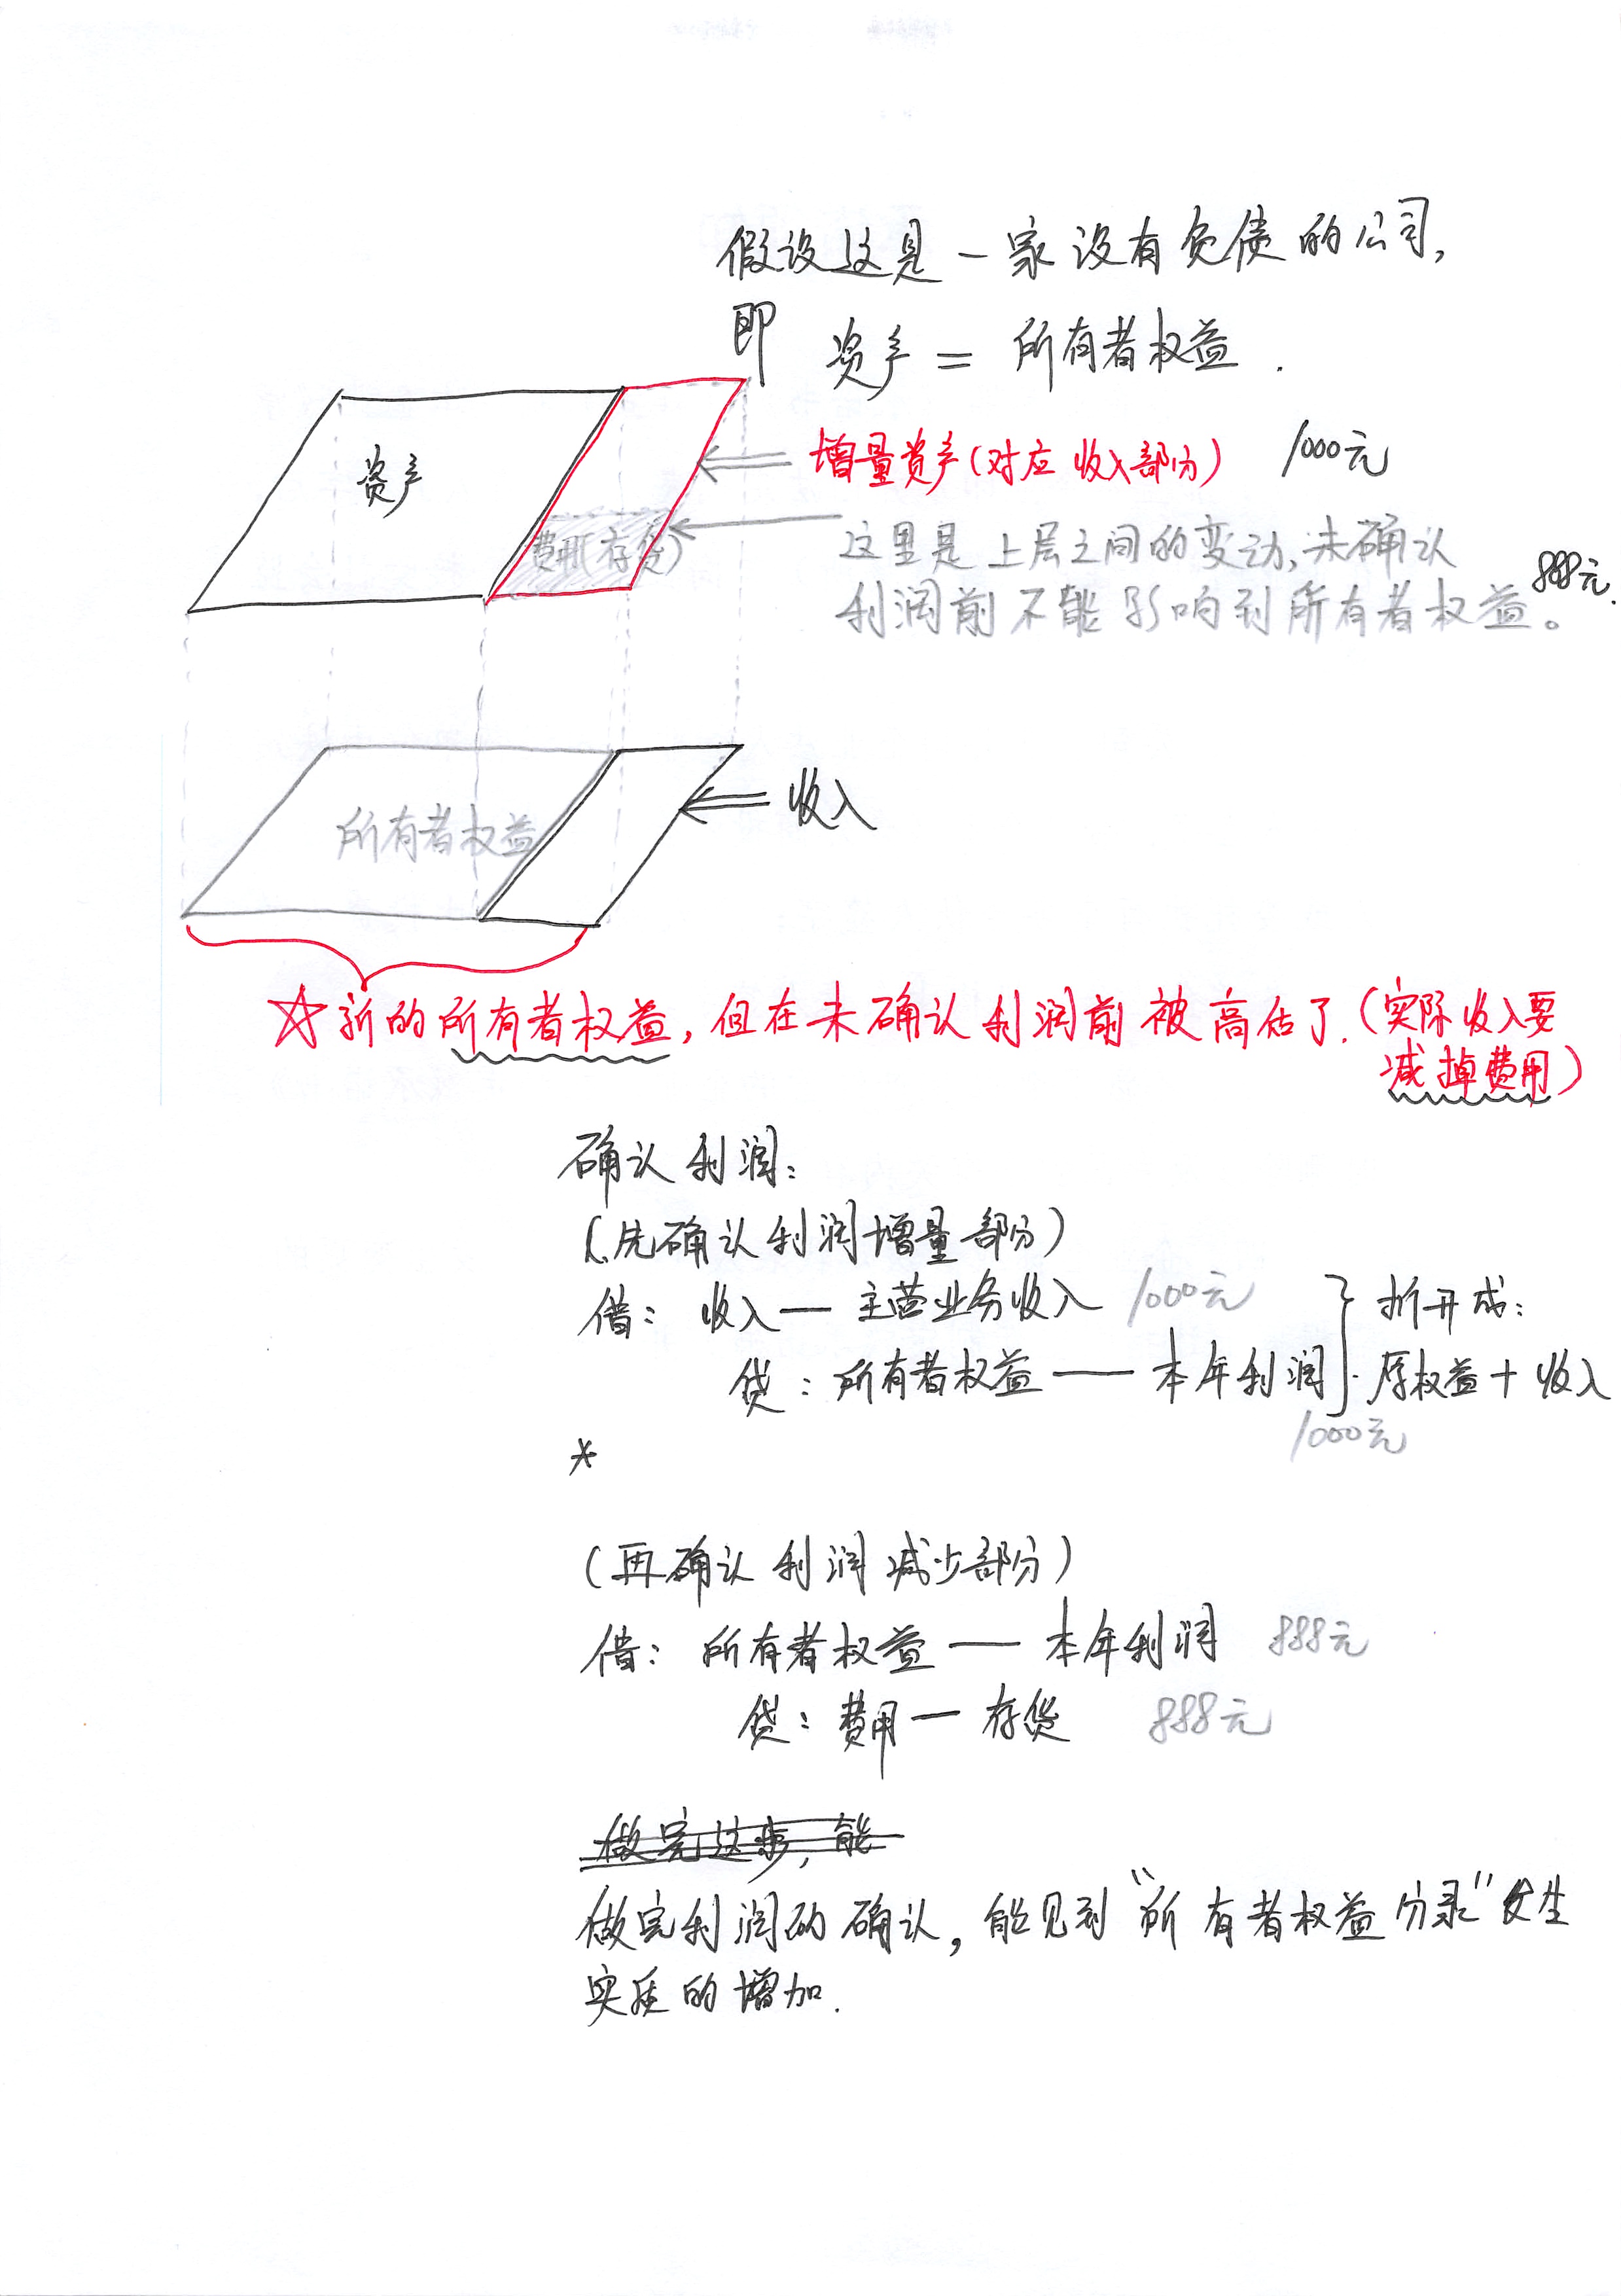 假设这是一家没有负债的公司,
即 资产 = 所有者权益.
资产
增量资产(对应收入部分) 1000元
费用(存货)
这里是上层之间的变动,未确认
利润前不能影响到所有者权益。 888元.
所有者权益
收入
☆新的所有者权益,但在未确认利润前被高估了.(实际收入要
减掉费用)
确认利润:
(先确认利润增量部分)
借: 收入 — 主营业务收入 1000元
贷: 所有者权益 — 本年利润
1000元
} 拆开成:
原权益 + 收入
*
(再确认利润减少部分)
借: 所有者权益 — 本年利润 888元
贷: 费用 — 存货 888元
做完这步,能
做完利润的确认,能见到“所有者权益分录”发生
实质的增加.